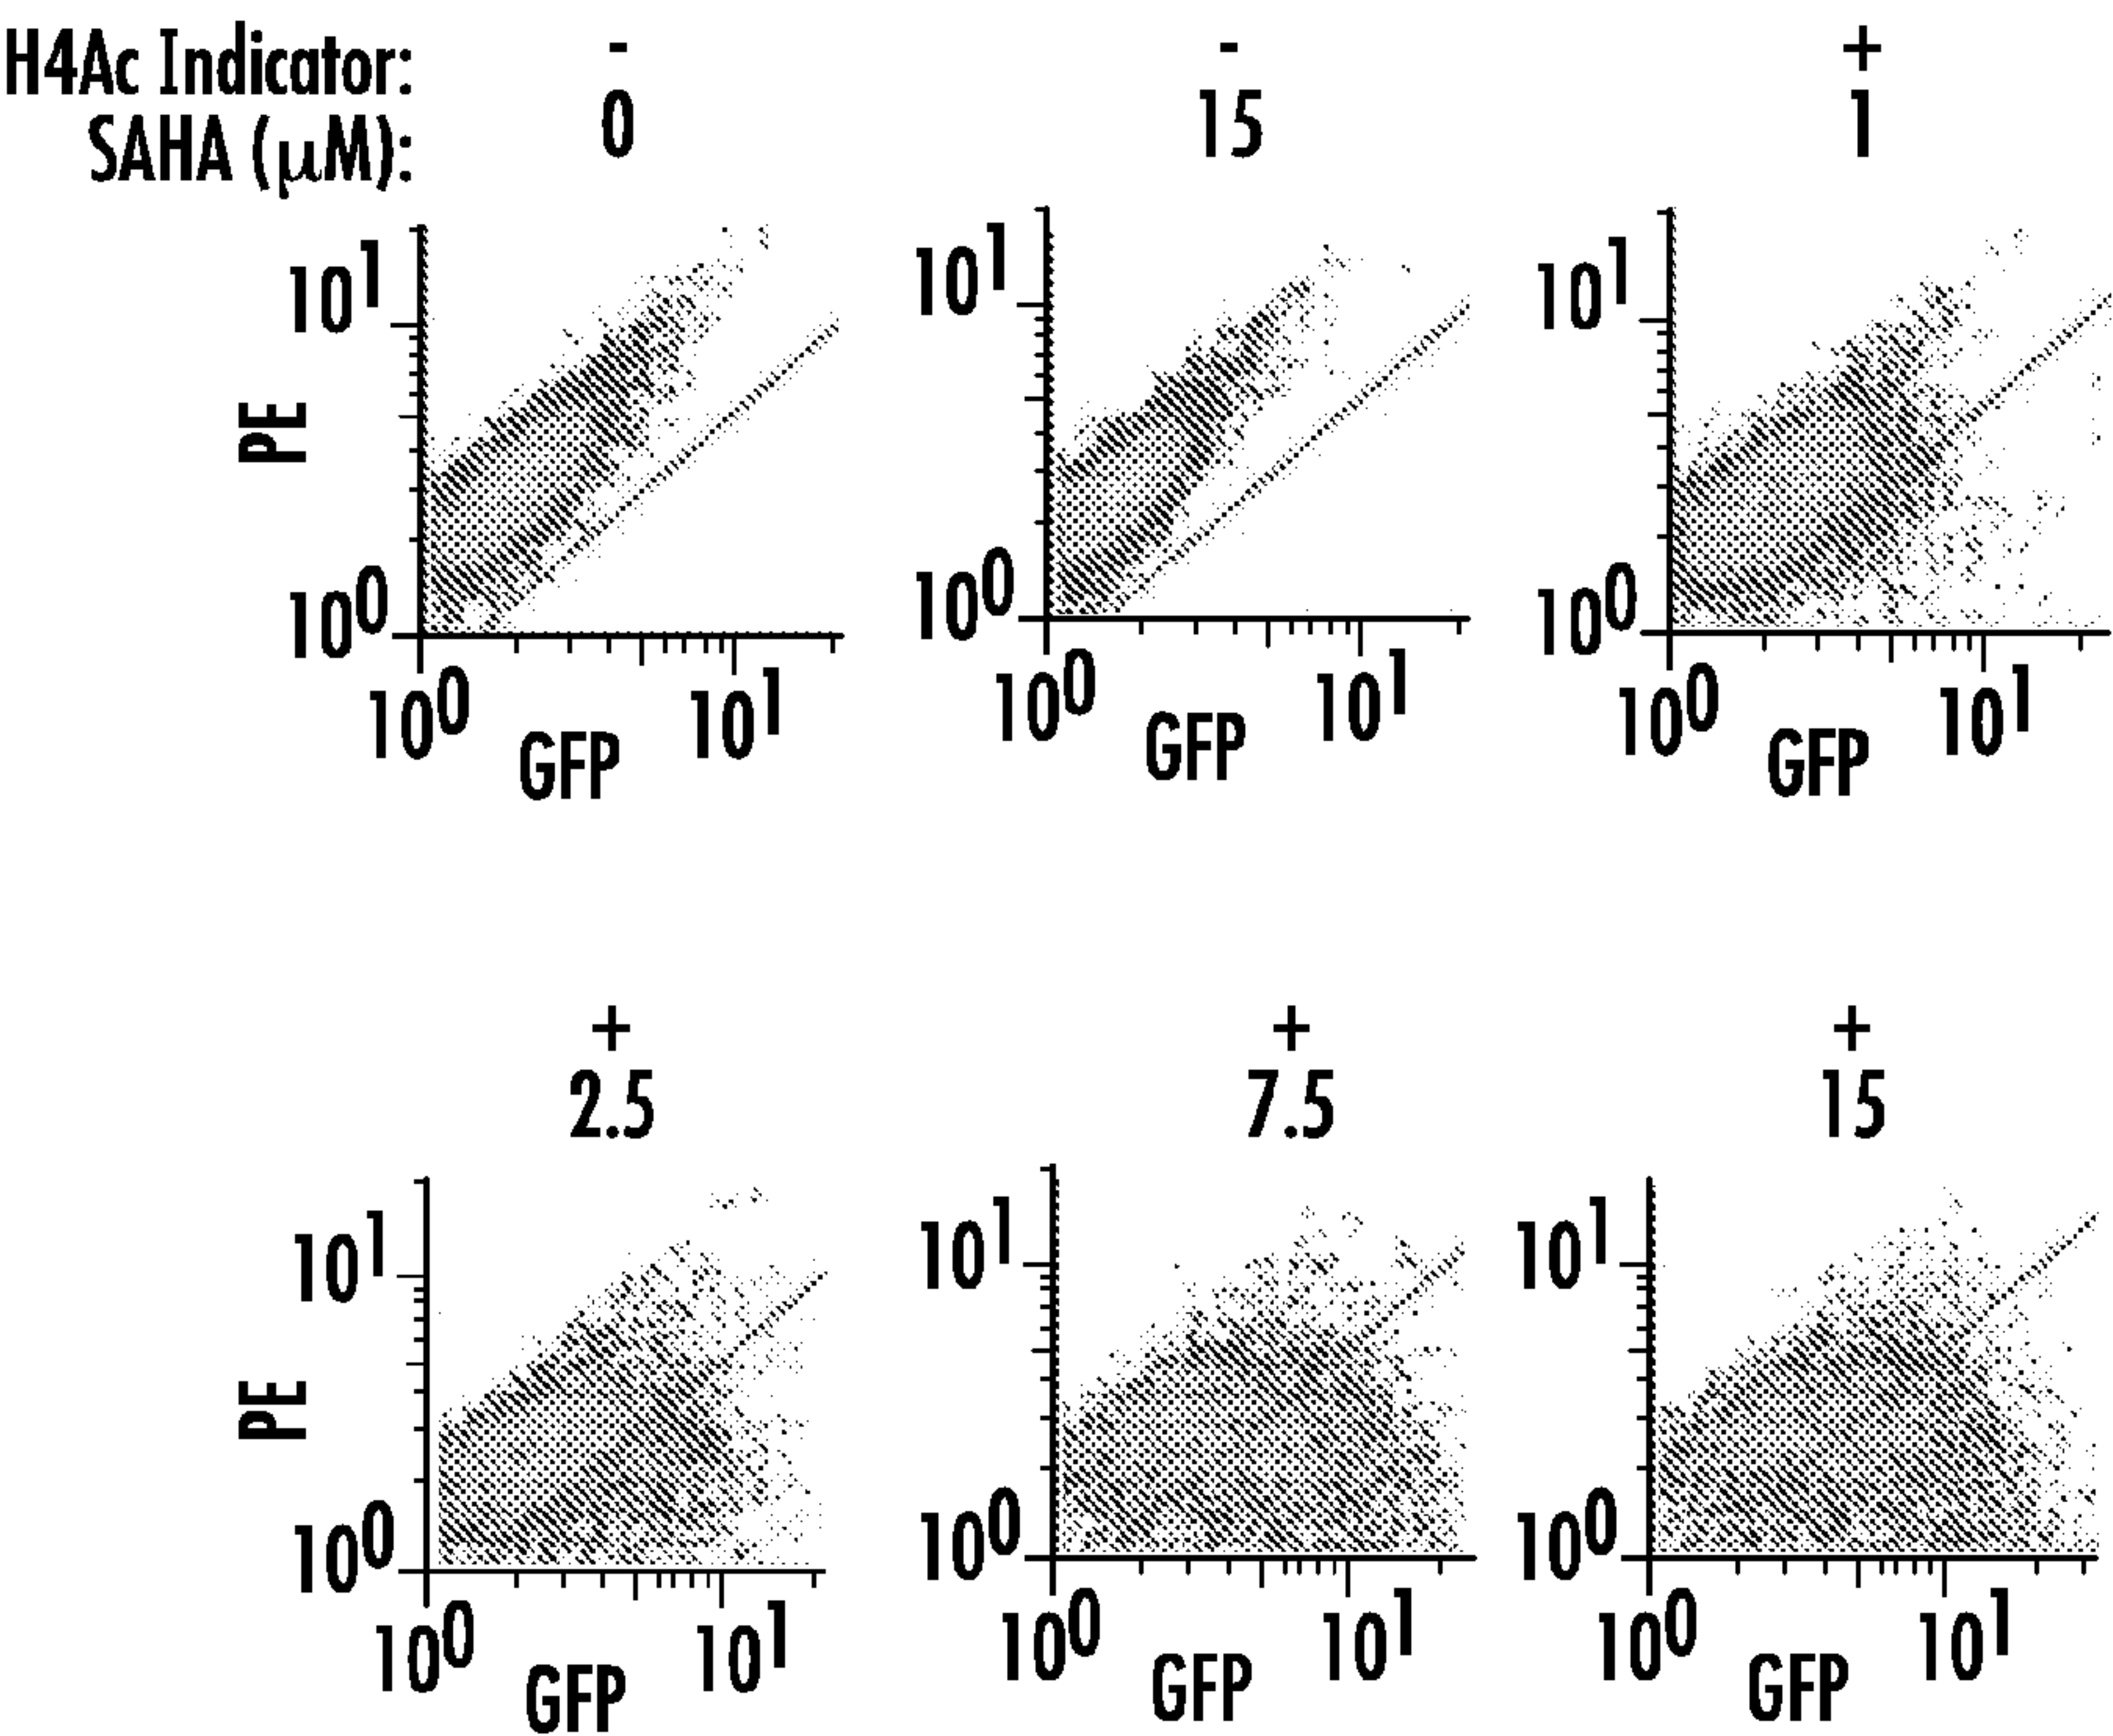 H4Ac Indicator: - - +
SAHA (μM): 0 15 1
10¹ 10¹ 10¹
PE
10⁰ 10⁰ 10⁰
10⁰ 10¹ 10⁰ 10¹ 10⁰ 10¹
GFP GFP GFP
+ + +
2.5 7.5 15
10¹ 10¹ 10¹
PE
10⁰ 10⁰ 10⁰
10⁰ 10¹ 10⁰ 10¹ 10⁰ 10¹
GFP GFP GFP